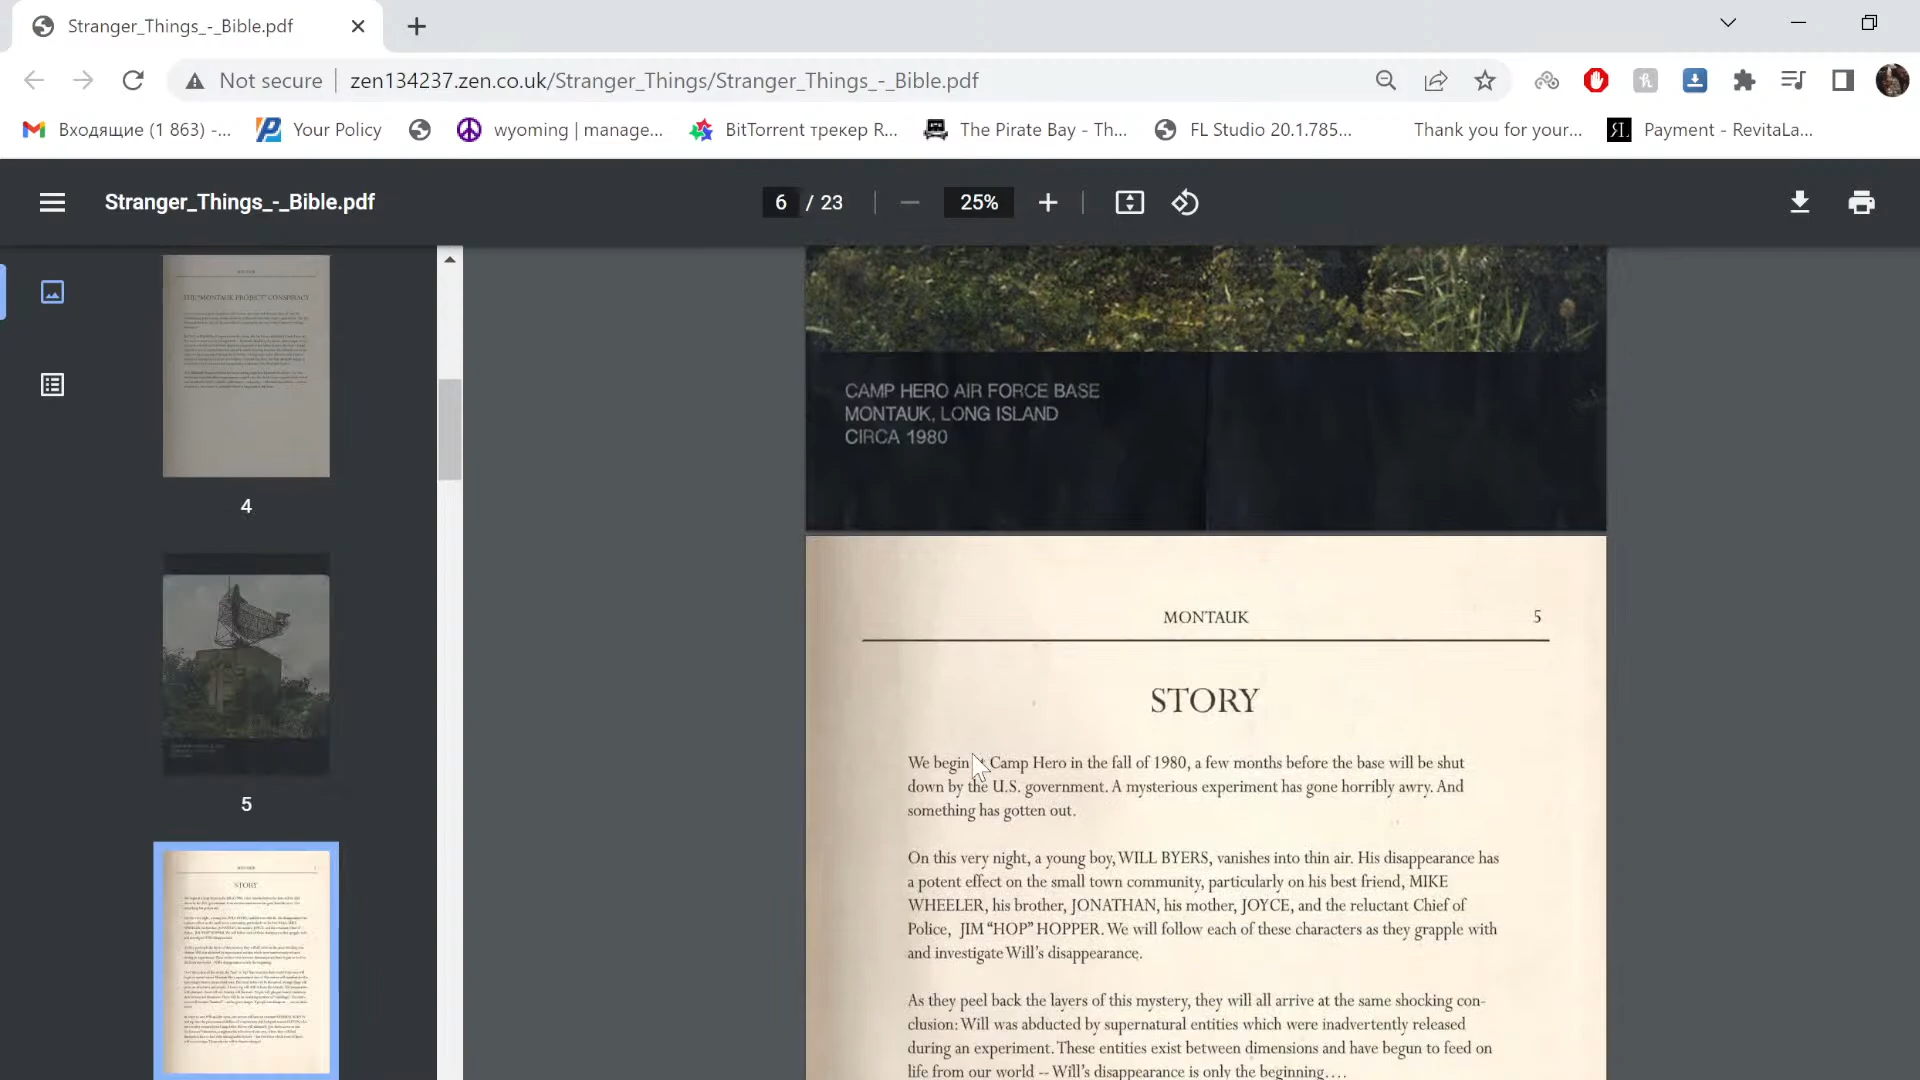 Stranger_Things_-_Bible.pdf
Not secure zen134237.zen.co.uk/Stranger_Things/Stranger_Things_-_Bible.pdf
Входящие (1 863) -...
Your Policy
wyoming | manage...
BitTorrent трекер R...
The Pirate Bay - Th...
FL Studio 20.1.785...
Thank you for your...
Payment - RevitaLa...
Stranger_Things_-_Bible.pdf
6 / 23
25%
THE "MONTAUK PROJECT" CONSPIRACY
4
5
STORY
CAMP HERO AIR FORCE BASE
MONTAUK, LONG ISLAND
CIRCA 1980
MONTAUK 5
STORY
We begin Camp Hero in the fall of 1980, a few months before the base will be shut
down by the U.S. government. A mysterious experiment has gone horribly awry. And
something has gotten out.
On this very night, a young boy, WILL BYERS, vanishes into thin air. His disappearance has
a potent effect on the small town community, particularly on his best friend, MIKE
WHEELER, his brother, JONATHAN, his mother, JOYCE, and the reluctant Chief of
Police, JIM “HOP” HOPPER. We will follow each of these characters as they grapple with
and investigate Will’s disappearance.
As they peel back the layers of this mystery, they will all arrive at the same shocking con-
clusion: Will was abducted by supernatural entities which were inadvertently released
during an experiment. These entities exist between dimensions and have begun to feed on
life from our world -- Will’s disappearance is only the beginning....